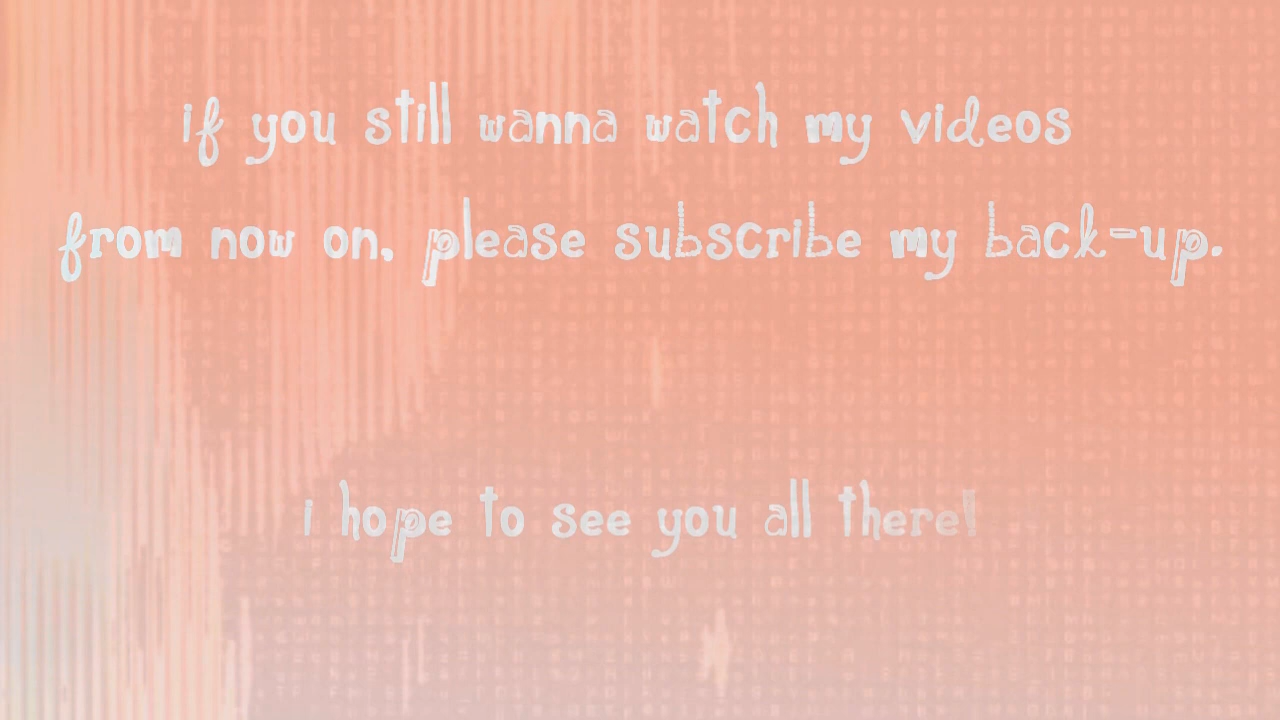 if you still wanna watch my videos
from now on, please subscribe my back-up.
i hope to see you all there!